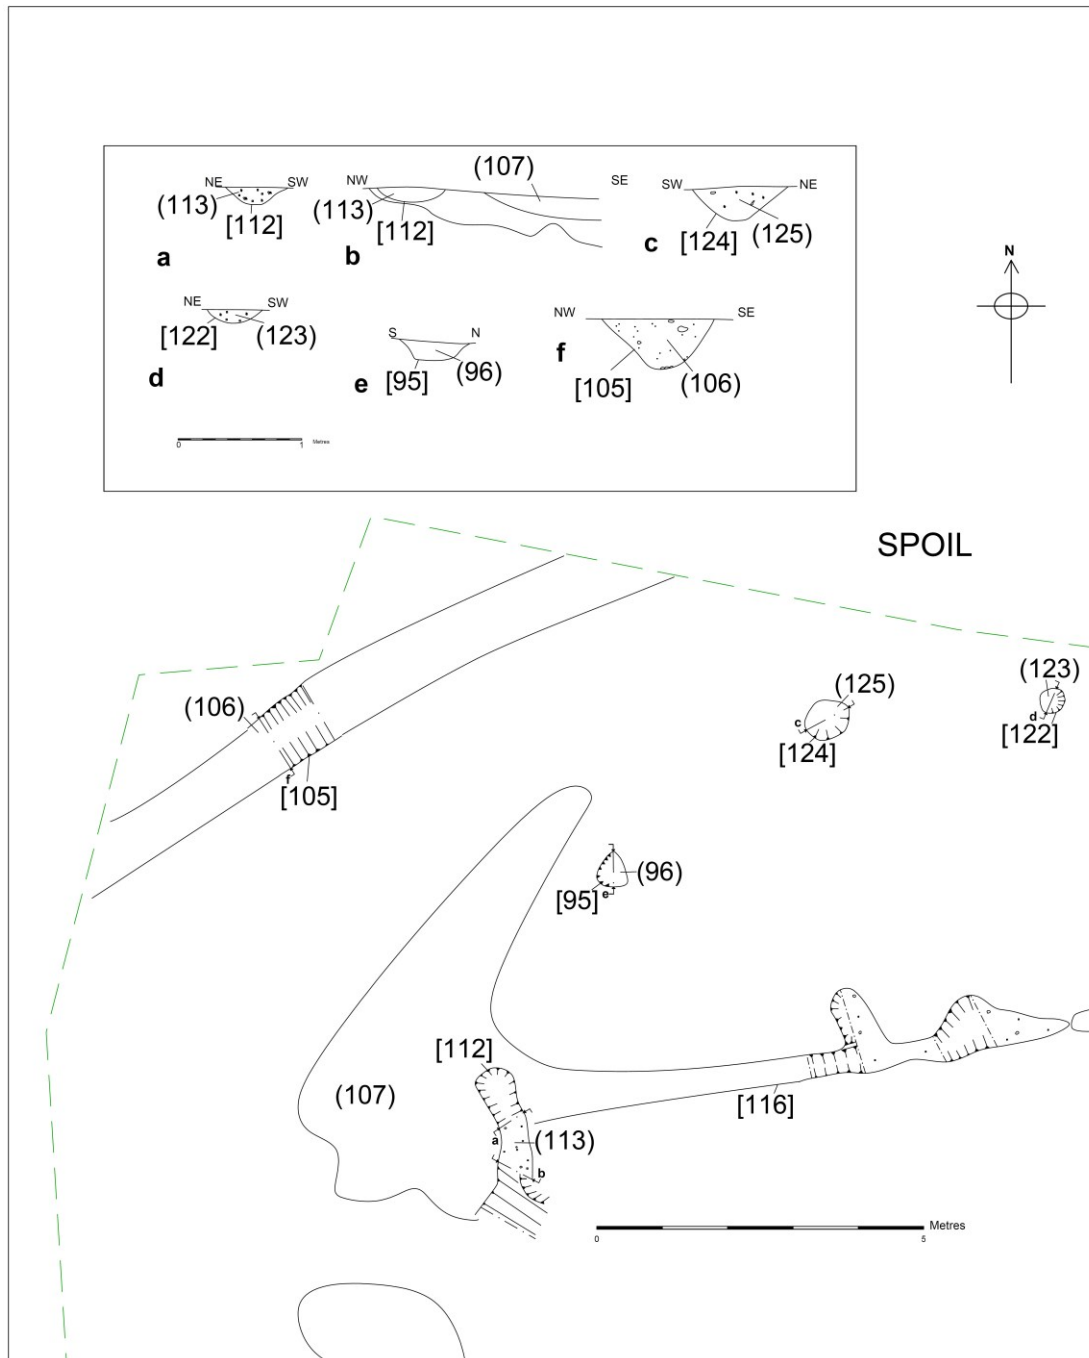 NE SW
(113)
[112]
a
NW (107) SE
(113)
[112]
b
SW NE
[124] (125)
c
NE SW
[122] (123)
d
S N
[95] (96)
e
NW SE
f
[105] (106)
0 1 Metres
N
SPOIL
(106)
f
[105]
(125)
c
[124]
(123)
d
[122]
(96)
[95] e
[112]
(107)
[116]
a (113)
b
Metres
0 5